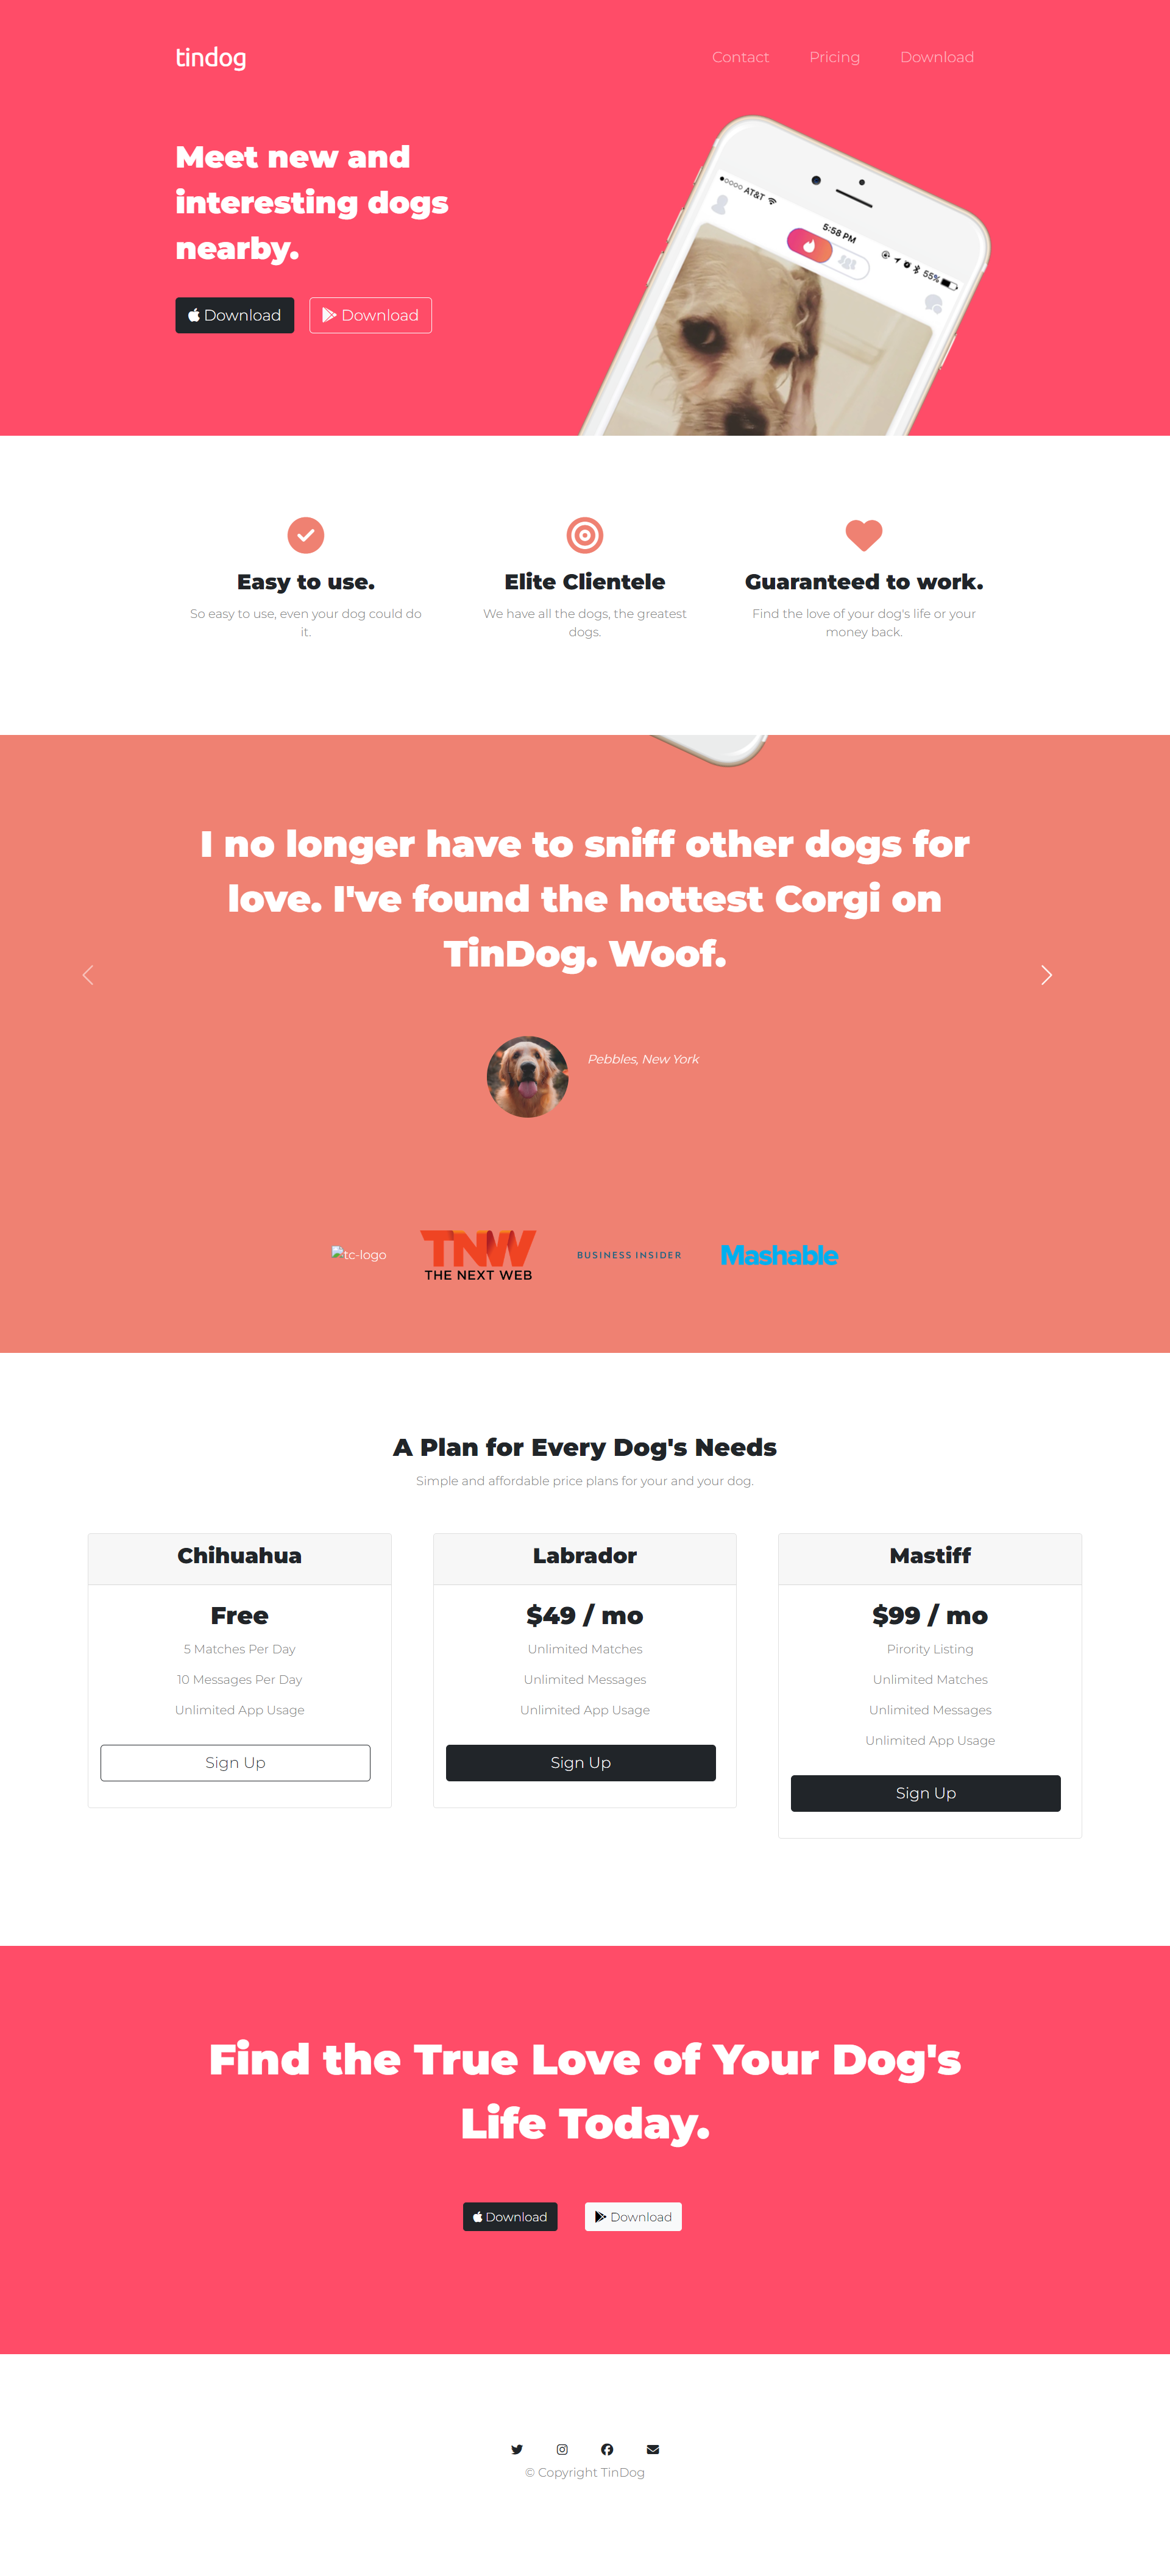 tindog
Contact Pricing Download
Meet new and
interesting dogs
nearby.
Download Download
AT&T 5:58 PM 55%
Easy to use.
So easy to use, even your dog could do
it.
Elite Clientele
We have all the dogs, the greatest
dogs.
Guaranteed to work.
Find the love of your dog's life or your
money back.
I no longer have to sniff other dogs for
love. I've found the hottest Corgi on
TinDog. Woof.
Pebbles, New York
tc-logo
TNW
THE NEXT WEB
BUSINESS INSIDER
Mashable
A Plan for Every Dog's Needs
Simple and affordable price plans for your and your dog.
Chihuahua
Free
5 Matches Per Day
10 Messages Per Day
Unlimited App Usage
Sign Up
Labrador
$49 / mo
Unlimited Matches
Unlimited Messages
Unlimited App Usage
Sign Up
Mastiff
$99 / mo
Pirority Listing
Unlimited Matches
Unlimited Messages
Unlimited App Usage
Sign Up
Find the True Love of Your Dog's
Life Today.
Download Download
© Copyright TinDog